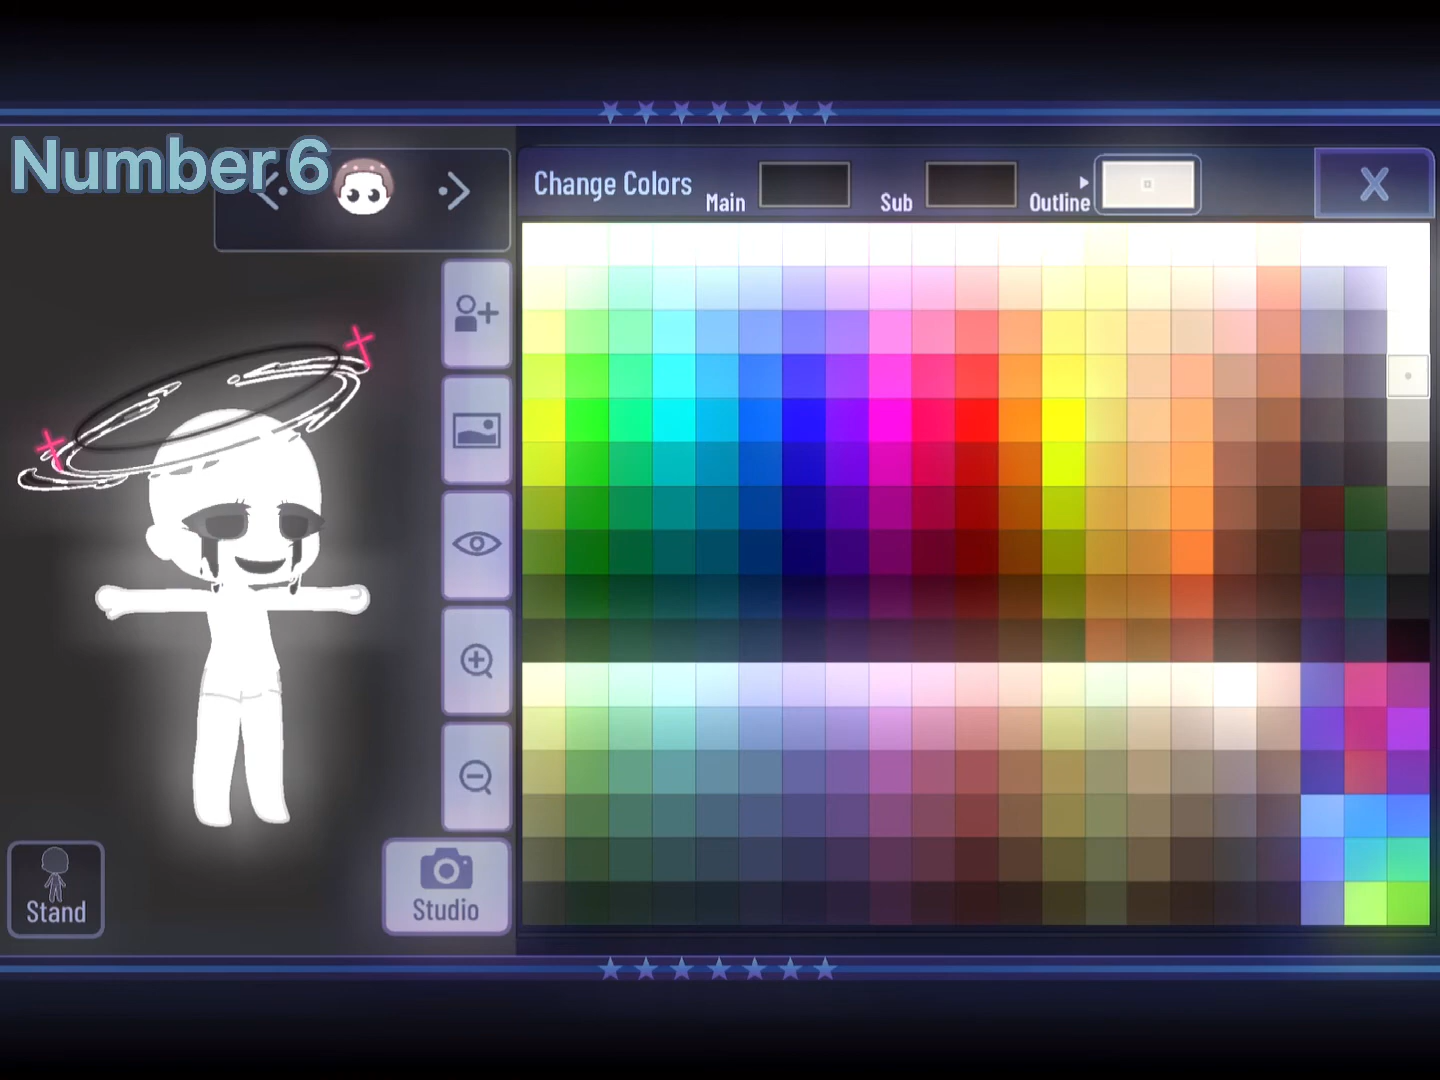 Number 6
Change Colors
Main
Sub
Outline
X
Stand
Studio